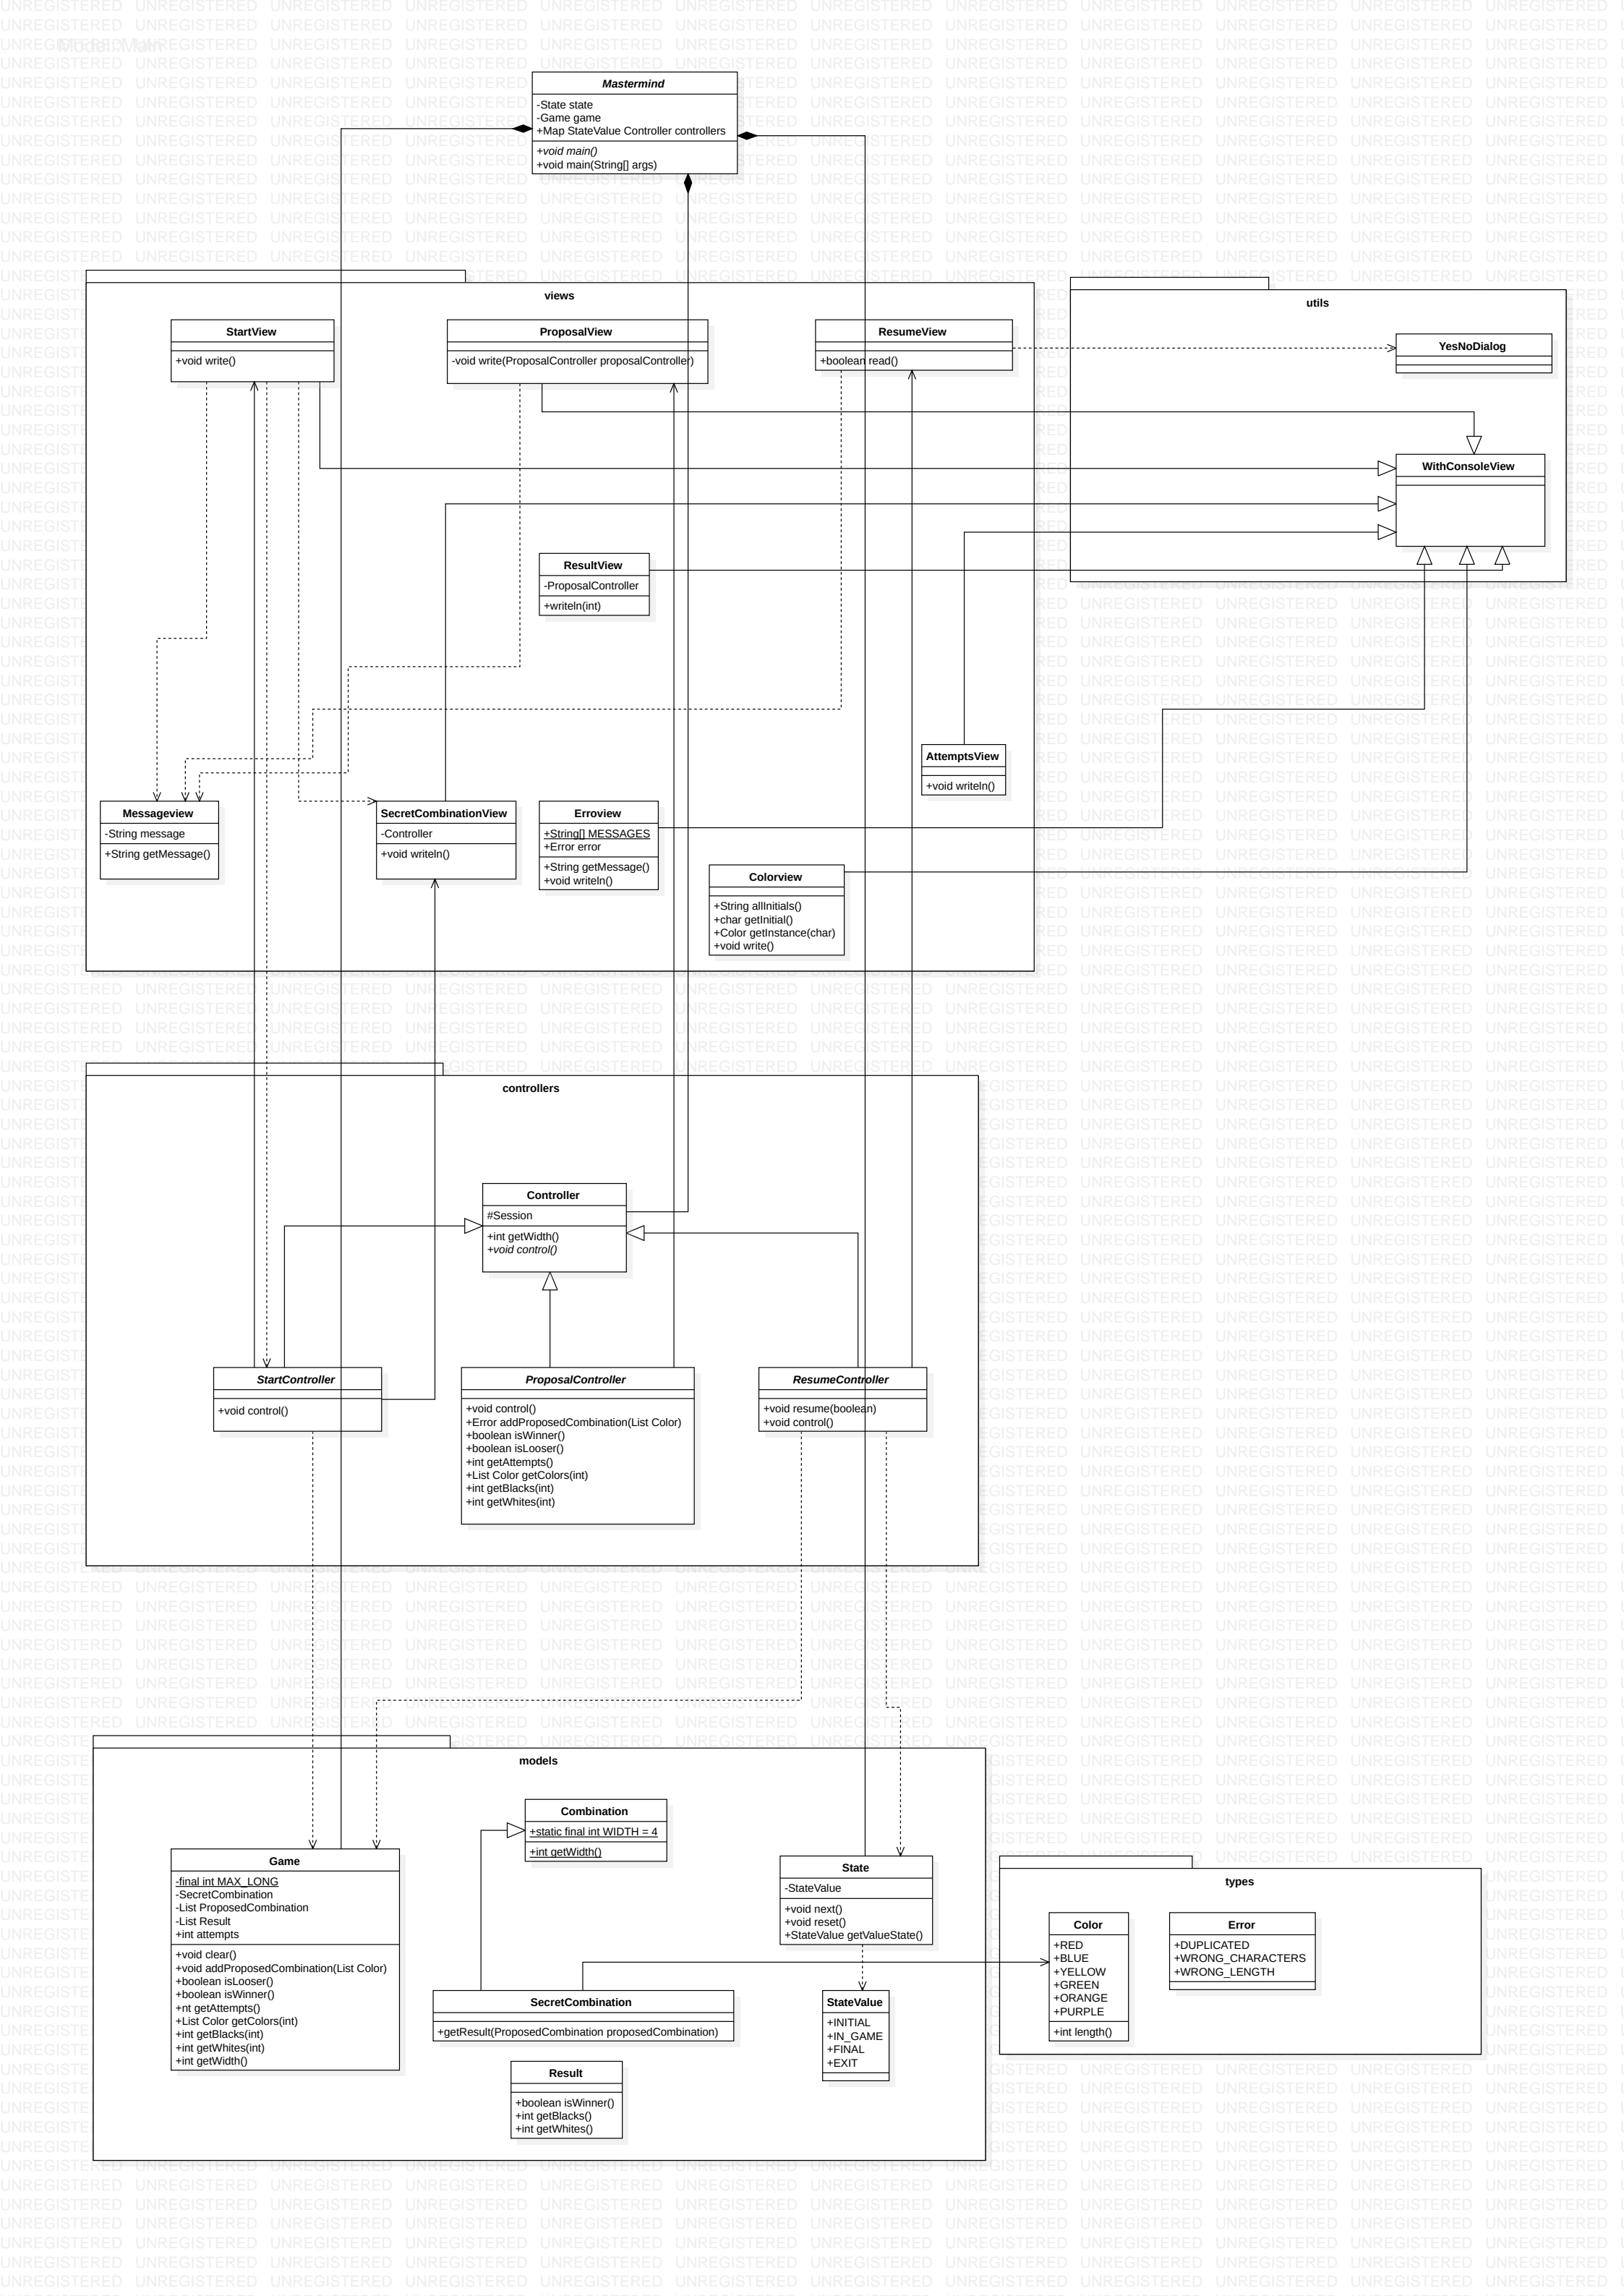 Model::Main
Mastermind
-State state
-Game game
+Map StateValue Controller controllers
+void main()
+void main(String[] args)
views
StartView
+void write()
ProposalView
-void write(ProposalController proposalController)
ResumeView
+boolean read()
utils
YesNoDialog
WithConsoleView
ResultView
-ProposalController
+writeln(int)
AttemptsView
+void writeln()
Messageview
-String message
+String getMessage()
SecretCombinationView
-Controller
+void writeln()
Erroview
+String[] MESSAGES
+Error error
+String getMessage()
+void writeln()
Colorview
+String allInitials()
+char getInitial()
+Color getInstance(char)
+void write()
controllers
Controller
#Session
+int getWidth()
+void control()
StartController
+void control()
ProposalController
+void control()
+Error addProposedCombination(List Color)
+boolean isWinner()
+boolean isLooser()
+int getAttempts()
+List Color getColors(int)
+int getBlacks(int)
+int getWhites(int)
ResumeController
+void resume(boolean)
+void control()
models
Combination
+static final int WIDTH = 4
+int getWidth()
Game
-final int MAX_LONG
-SecretCombination
-List ProposedCombination
-List Result
+int attempts
+void clear()
+void addProposedCombination(List Color)
+boolean isLooser()
+boolean isWinner()
+nt getAttempts()
+List Color getColors(int)
+int getBlacks(int)
+int getWhites(int)
+int getWidth()
State
-StateValue
+void next()
+void reset()
+StateValue getValueState()
SecretCombination
+getResult(ProposedCombination proposedCombination)
StateValue
+INITIAL
+IN_GAME
+FINAL
+EXIT
Result
+boolean isWinner()
+int getBlacks()
+int getWhites()
types
Color
+RED
+BLUE
+YELLOW
+GREEN
+ORANGE
+PURPLE
+int length()
Error
+DUPLICATED
+WRONG_CHARACTERS
+WRONG_LENGTH
UNREGISTERED